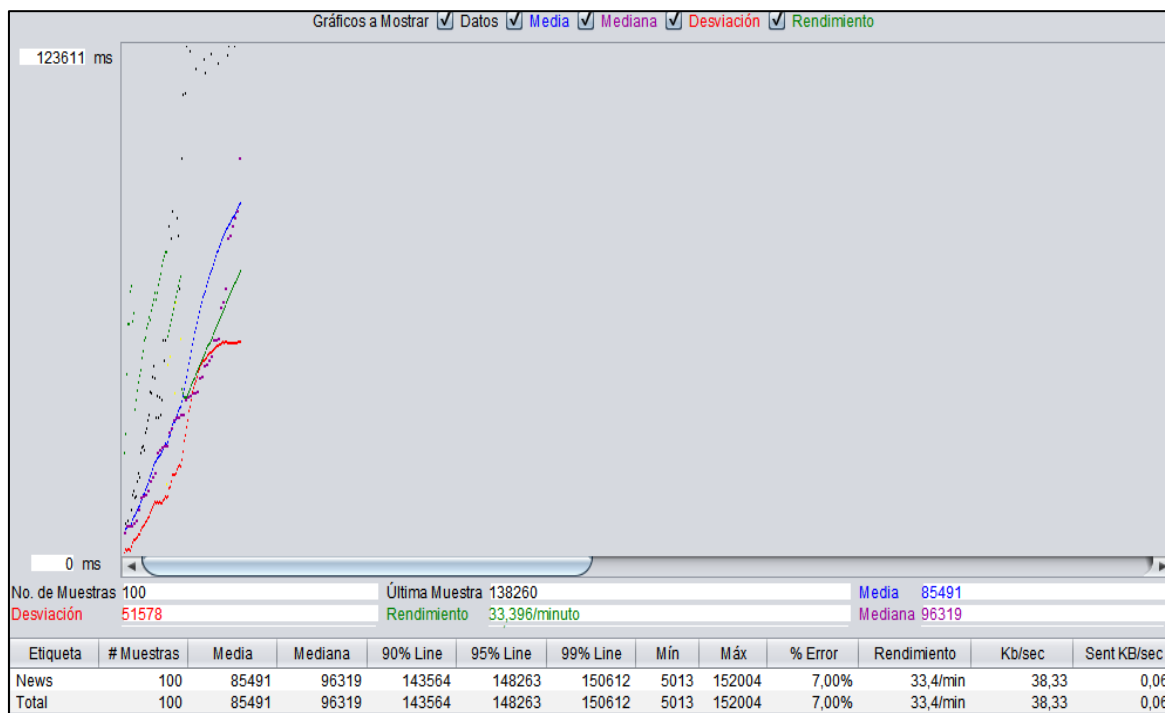 Gráficos a Mostrar Datos Media Mediana Desviación Rendimiento
123611 ms
0 ms
No. de Muestras 100 Última Muestra 138260 Media 85491
Desviación 51578 Rendimiento 33,396/minuto Mediana 96319
Etiqueta # Muestras Media Mediana 90% Line 95% Line 99% Line Mín Máx % Error Rendimiento Kb/sec Sent KB/sec
News 100 85491 96319 143564 148263 150612 5013 152004 7,00% 33,4/min 38,33 0,06
Total 100 85491 96319 143564 148263 150612 5013 152004 7,00% 33,4/min 38,33 0,06